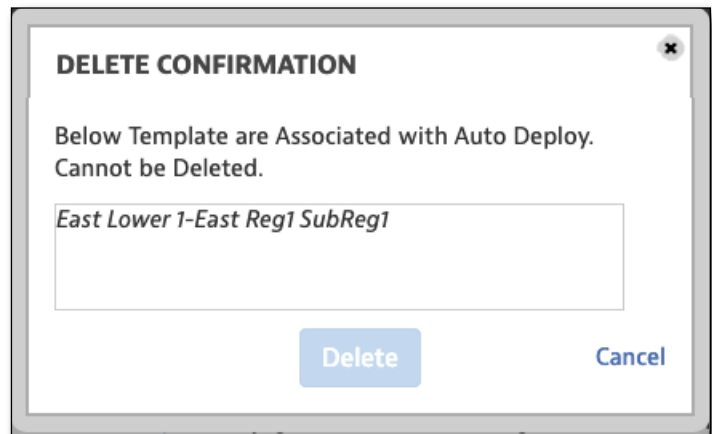 DELETE CONFIRMATION
Below Template are Associated with Auto Deploy.
Cannot be Deleted.
East Lower 1-East Reg1 SubReg1
Delete
Cancel